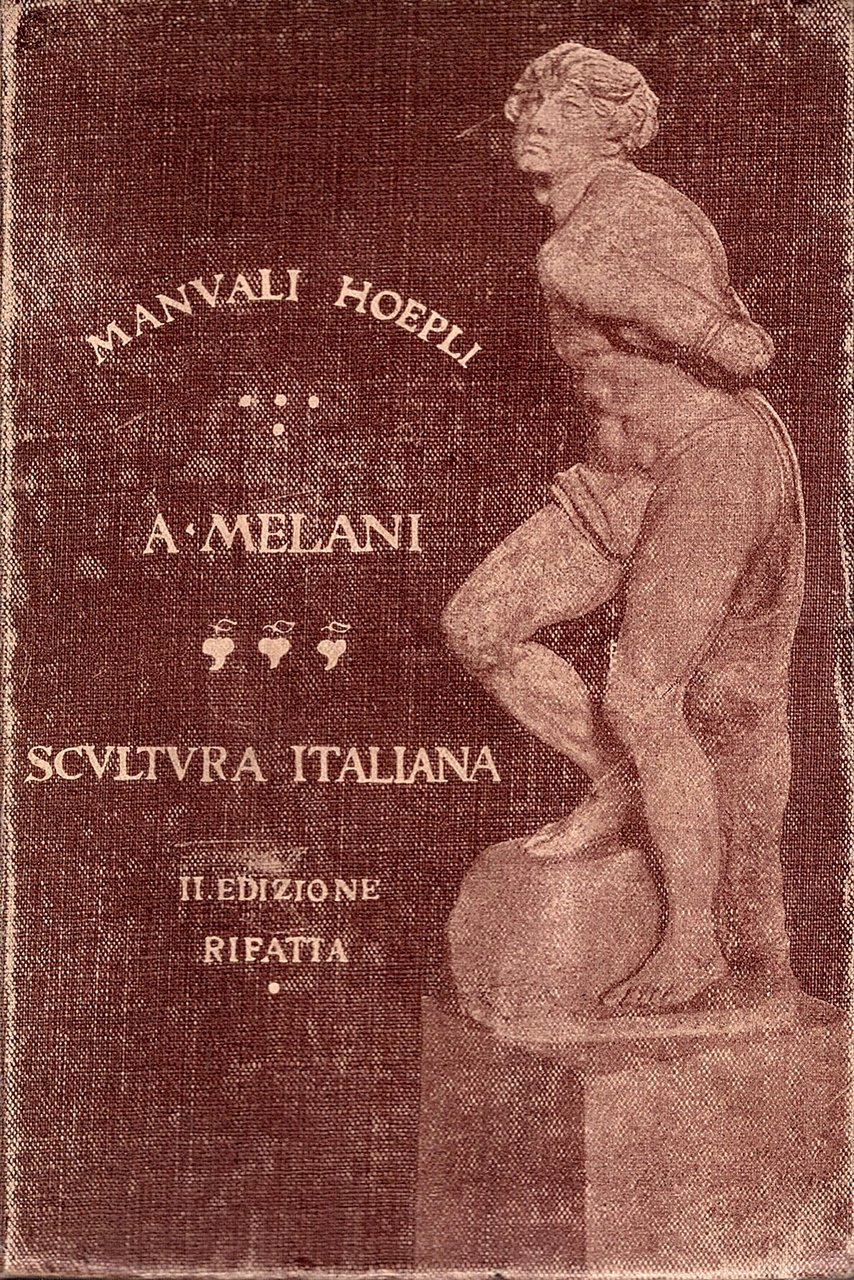 MANVALI HOEPLI
A · MELANI
SCVLTVRA ITALIANA
II. EDIZIONE
RIFATTA